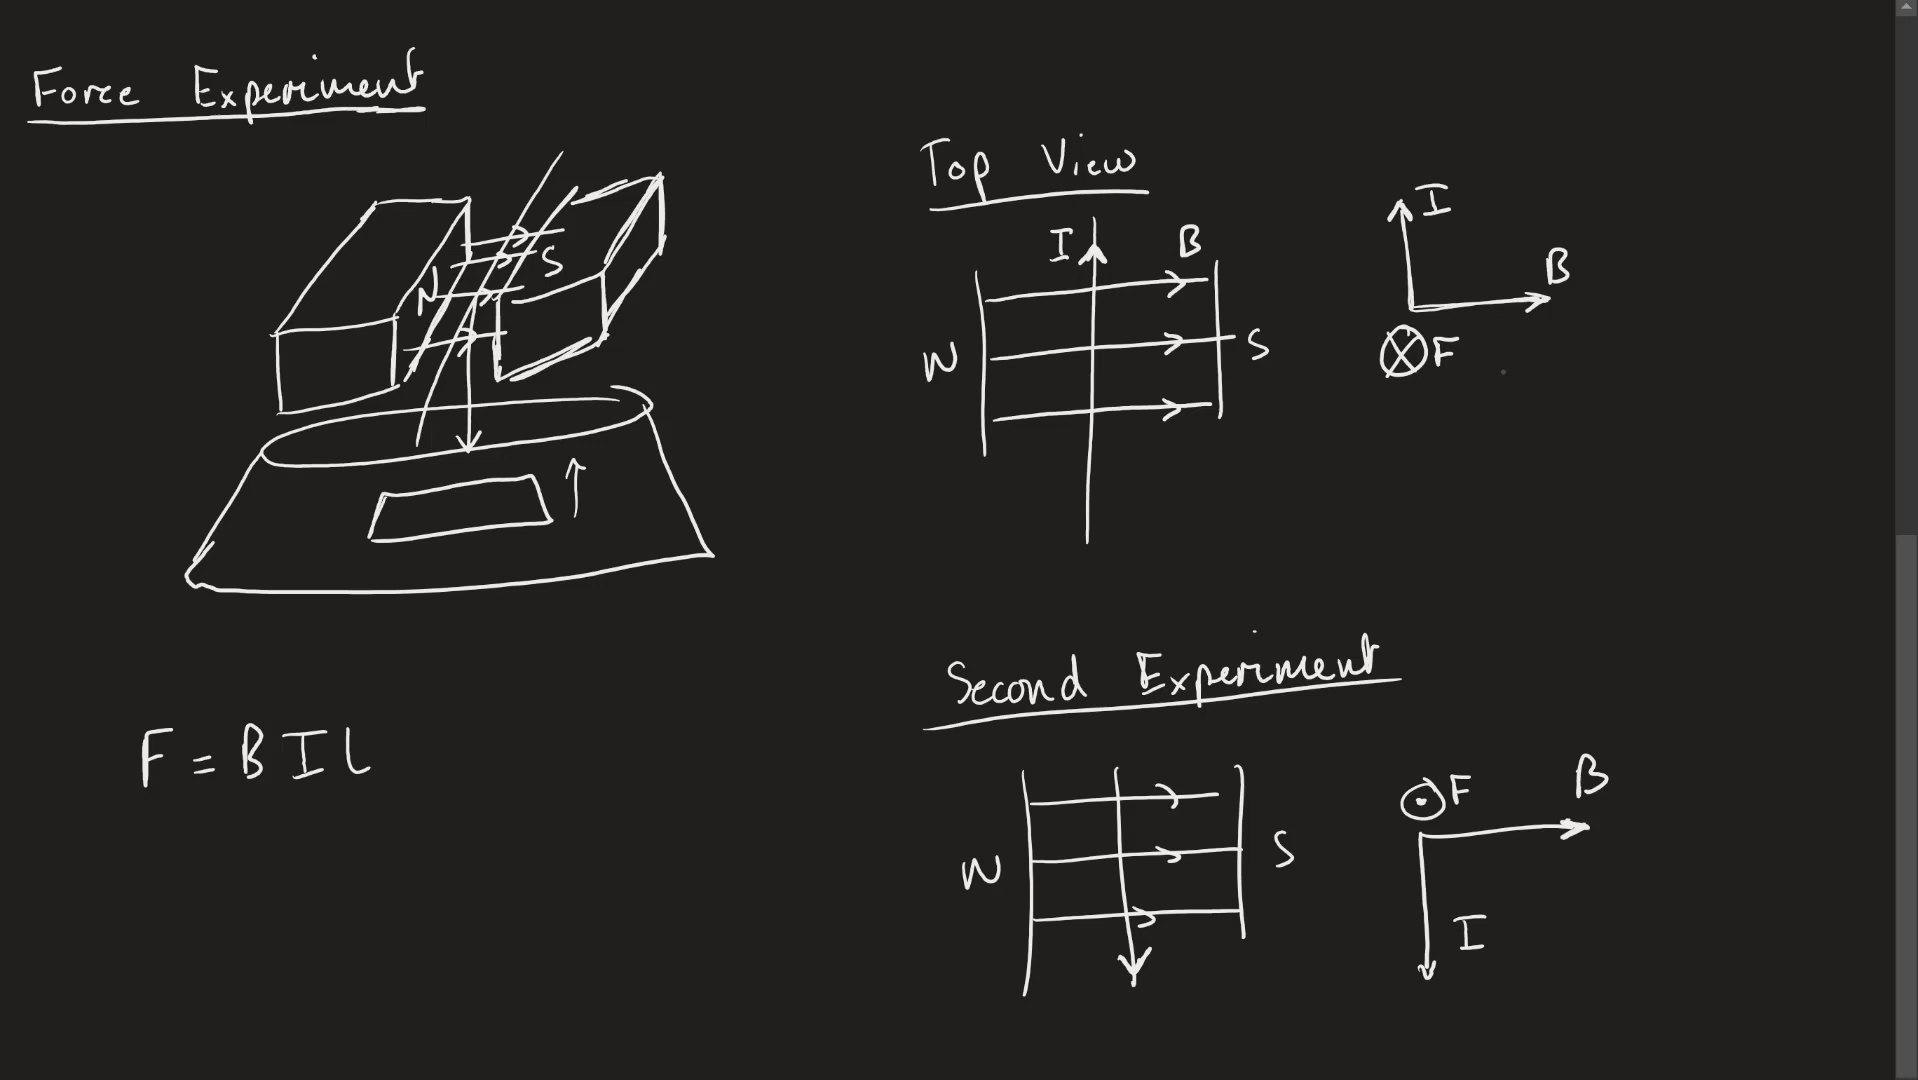 Force Experiment
N
S
F = B I L
Top View
I
B
N
S
I
B
F
Second Experiment
N
S
F
B
I